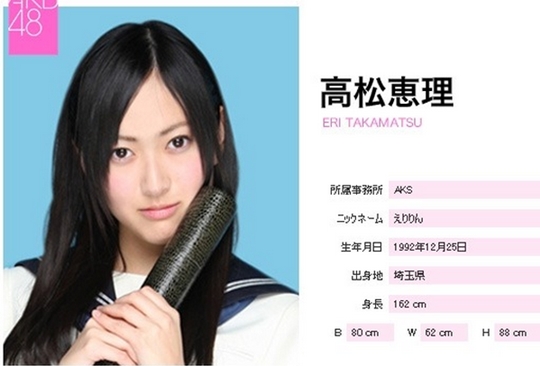 AKB
48
高松恵理
ERI TAKAMATSU
所属事務所 AKS
ニックネーム えりりん
生年月日 1992年12月25日
出身地 埼玉県
身長 162 cm
B 80 cm W 62 cm H 88 cm